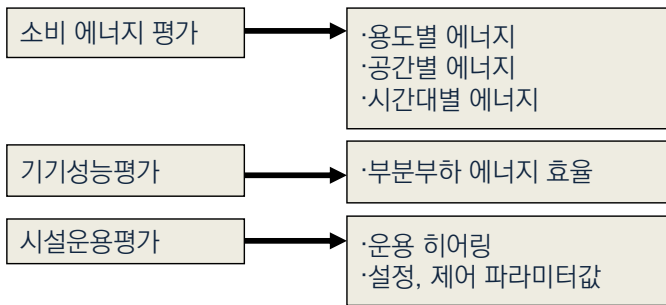 소비 에너지 평가
·용도별 에너지
·공간별 에너지
·시간대별 에너지
기기성능평가
·부분부하 에너지 효율
시설운용평가
·운용 히어링
·설정, 제어 파라미터값